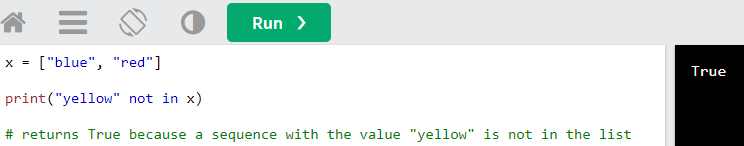 Run ❯
x = ["blue", "red"]
print("yellow" not in x)
# returns True because a sequence with the value "yellow" is not in the list
True